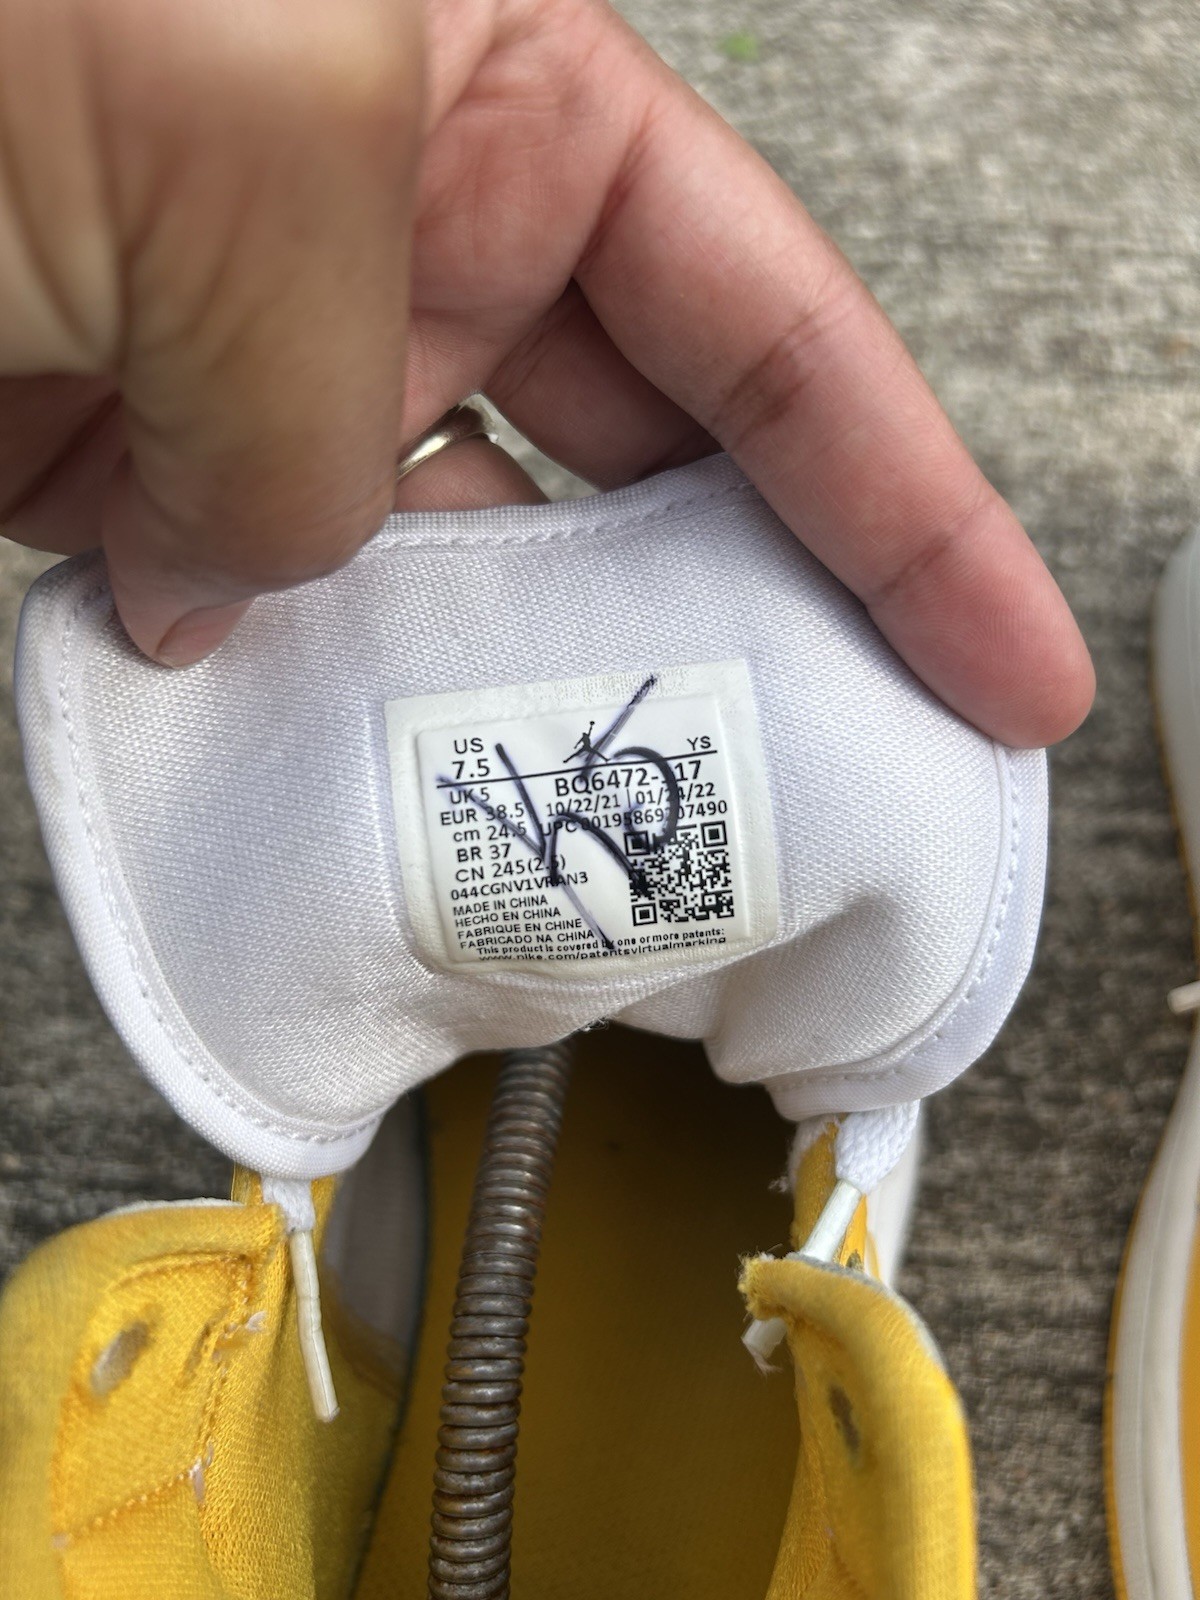 US
7.5
YS
UK 5
EUR 38.5
10/22/21
cm 24.5
BR 37
CN 245(2.5)
MADE IN CHINA
HECHO EN CHINA
FABRIQUE EN CHINE
FABRICADO NA CHINA
This product is covered by one or more patents:
www.nike.com/patentsvirtualmarking